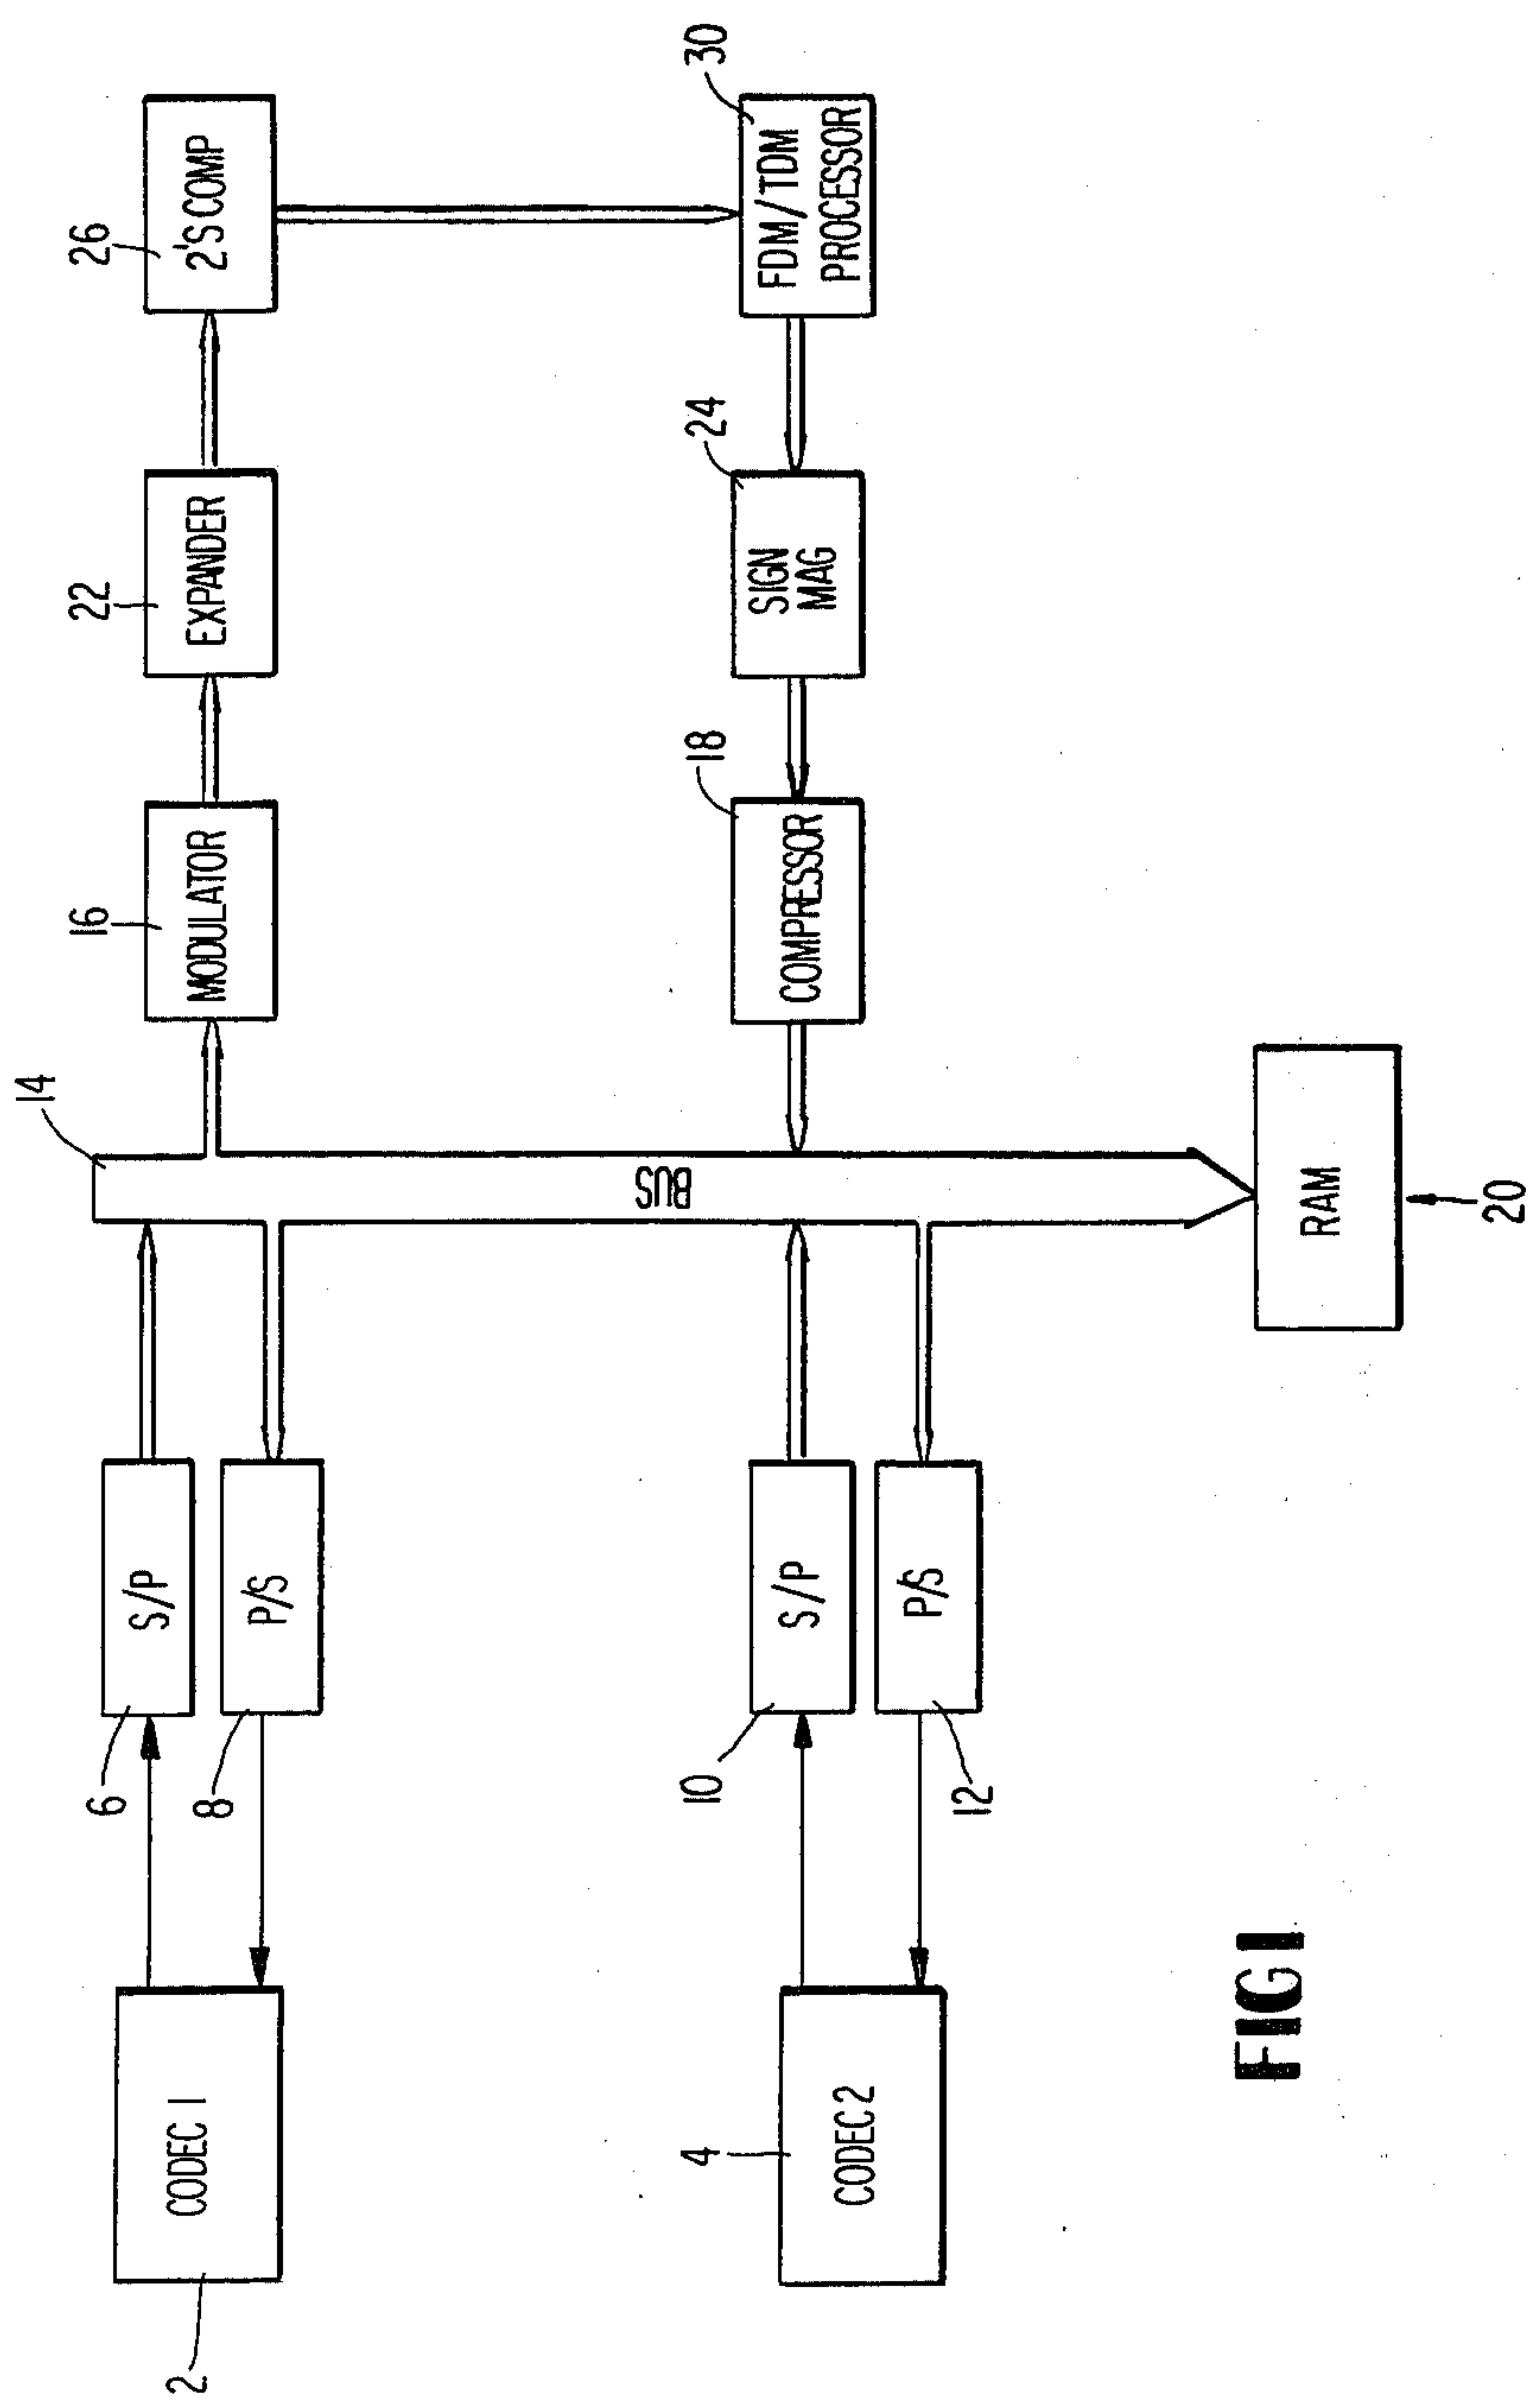 2
CODEC 1
6
S/P
8
P/S
14
BUS
16
MODULATOR
22
EXPANDER
26
2'S COMP
4
CODEC 2
10
S/P
12
P/S
18
COMPRESSOR
24
SIGN
MAG
30
FDM/TDM
PROCESSOR
RAM
20
FIG 1